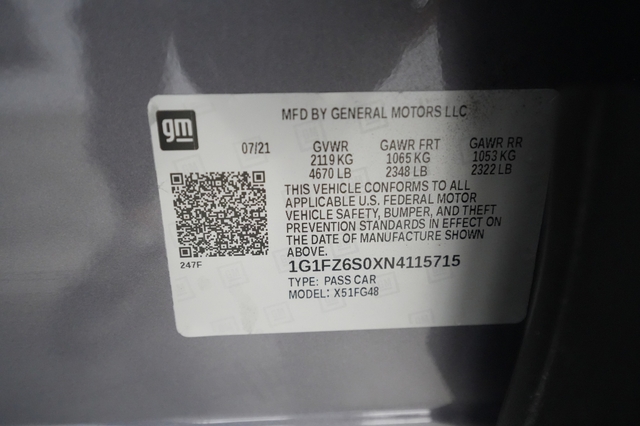 gm
MFD BY GENERAL MOTORS LLC
07/21 GVWR GAWR FRT GAWR RR
2119 KG 1065 KG 1053 KG
4670 LB 2348 LB 2322 LB
THIS VEHICLE CONFORMS TO ALL
APPLICABLE U.S. FEDERAL MOTOR
VEHICLE SAFETY, BUMPER, AND THEFT
PREVENTION STANDARDS IN EFFECT ON
THE DATE OF MANUFACTURE SHOWN
ABOVE.
247F
1G1FZ6S0XN4115715
TYPE: PASS CAR
MODEL: X51FG48